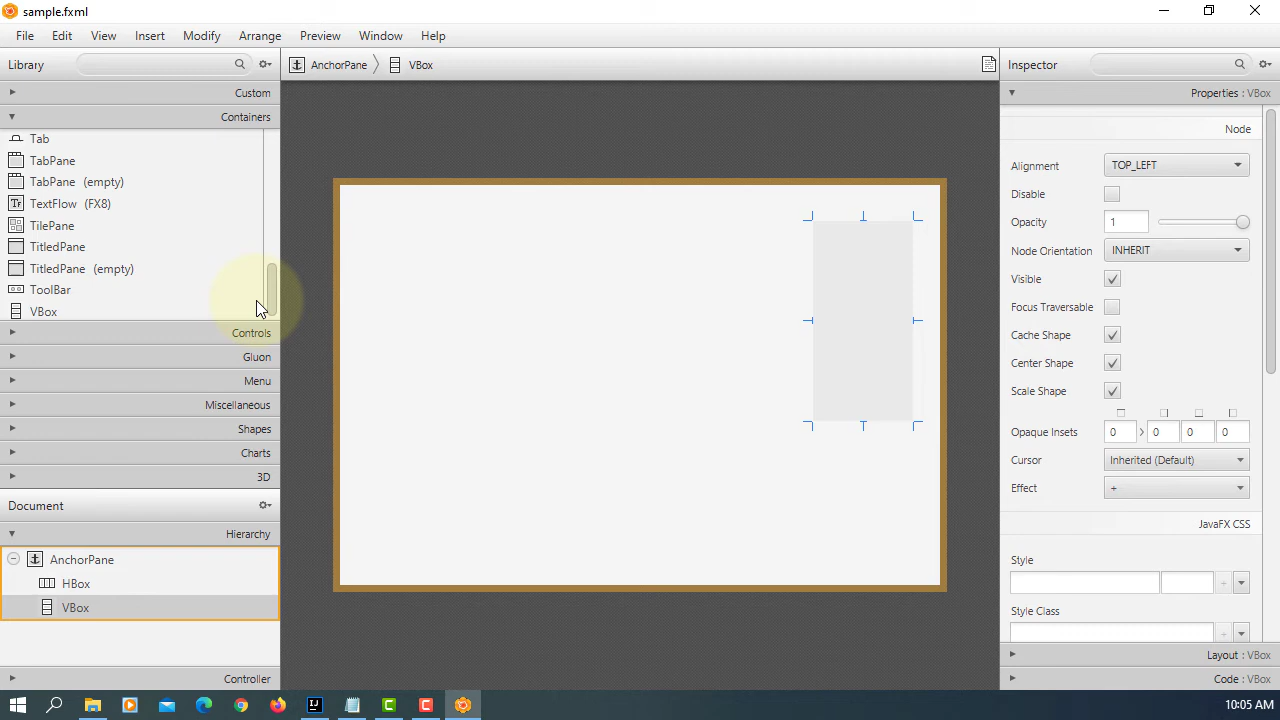 sample.fxml
File Edit View Insert Modify Arrange Preview Window Help
Library
Custom
Containers
Tab
TabPane
TabPane (empty)
TextFlow (FX8)
TilePane
TitledPane
TitledPane (empty)
ToolBar
VBox
Controls
Gluon
Menu
Miscellaneous
Shapes
Charts
3D
Document
Hierarchy
AnchorPane
HBox
VBox
Controller
AnchorPane VBox
Inspector
Properties : VBox
Node
Alignment TOP_LEFT
Disable
Opacity 1
Node Orientation INHERIT
Visible
Focus Traversable
Cache Shape
Center Shape
Scale Shape
Opaque Insets 0 0 0 0
Cursor Inherited (Default)
Effect +
JavaFX CSS
Style
Style Class
Layout : VBox
Code : VBox
10:05 AM